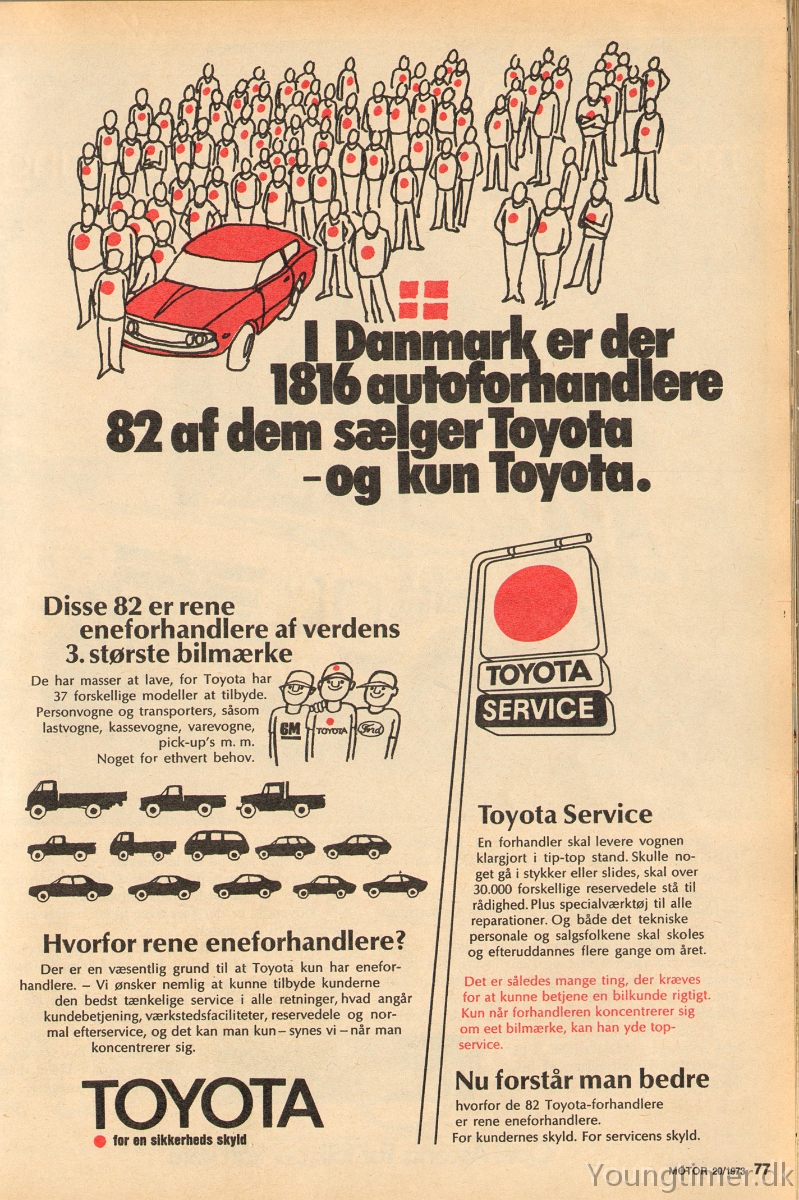 I Danmark er der
1816 autoforhandlere
82 af dem sælger Toyota
– og kun Toyota.
Disse 82 er rene
eneforhandlere af verdens
3. største bilmærke
De har masser at lave, for Toyota har
37 forskellige modeller at tilbyde.
Personvogne og transporters, såsom
lastvogne, kassevogne, varevogne,
pick-up's m. m.
Noget for ethvert behov.
GM
TOYOTA
Ford
Hvorfor rene eneforhandlere?
Der er en væsentlig grund til at Toyota kun har enefor-
handlere. – Vi ønsker nemlig at kunne tilbyde kunderne
den bedst tænkelige service i alle retninger, hvad angår
kundebetjening, værkstedsfaciliteter, reservedele og nor-
mal efterservice, og det kan man kun – synes vi – når man
koncentrerer sig.
TOYOTA
for en sikkerheds skyld
TOYOTA
SERVICE
Toyota Service
En forhandler skal levere vognen
klargjort i tip-top stand. Skulle no-
get gå i stykker eller slides, skal over
30.000 forskellige reservedele stå til
rådighed. Plus specialværktøj til alle
reparationer. Og både det tekniske
personale og salgsfolkene skal skoles
og efteruddannes flere gange om året.
Det er således mange ting, der kræves
for at kunne betjene en bilkunde rigtigt.
Kun når forhandleren koncentrerer sig
om eet bilmærke, kan han yde top-
service.
Nu forstår man bedre
hvorfor de 82 Toyota-forhandlere
er rene eneforhandlere.
For kundernes skyld. For servicens skyld.
MOTOR 20/1973 77
Youngtimer.dk